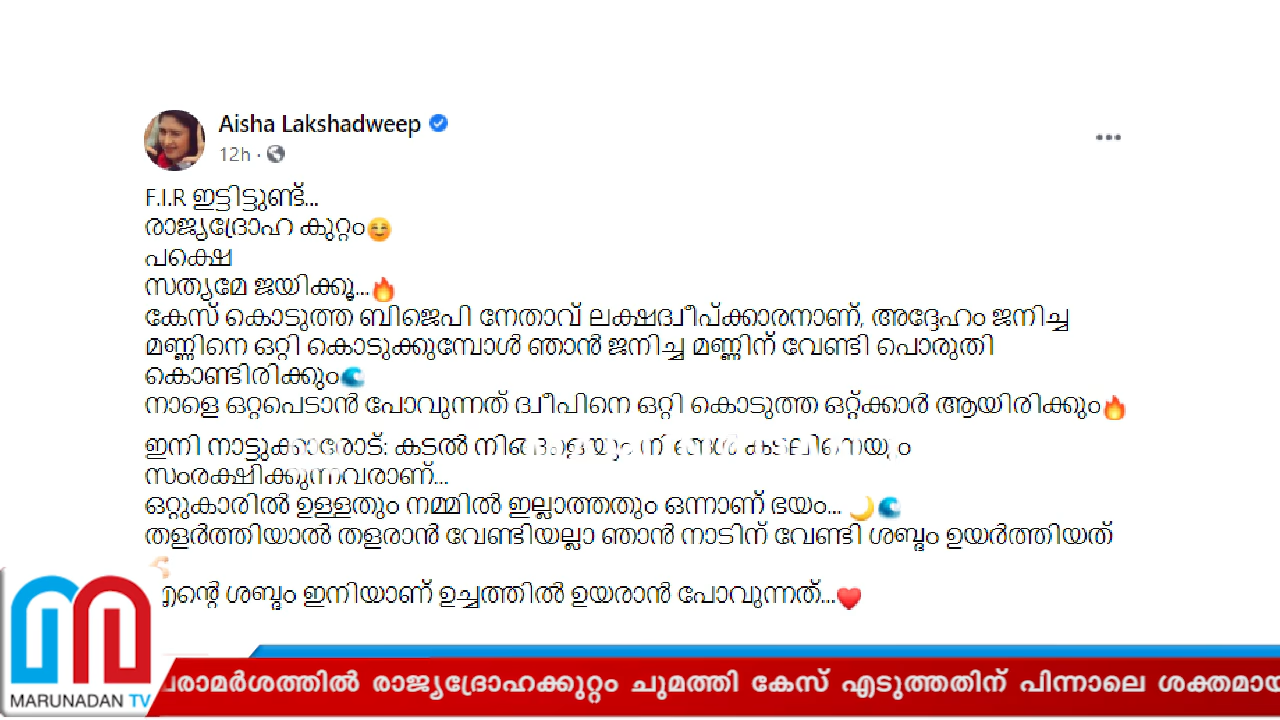 Aisha Lakshadweep
12h
F.I.R ഇട്ടിട്ടുണ്ട്...
രാജ്യദ്രോഹ കുറ്റം😊
പക്ഷെ
സത്യമേ ജയിക്കൂ...🔥
കേസ് കൊടുത്ത ബിജെപി നേതാവ് ലക്ഷദ്വീപ്ക്കാരനാണ്, അദ്ദേഹം ജനിച്ച
മണ്ണിനെ ഒറ്റി കൊടുക്കുമ്പോൾ ഞാൻ ജനിച്ച മണ്ണിന് വേണ്ടി പൊരുതി
കൊണ്ടിരിക്കും🌊
നാളെ ഒറ്റപെടാൻ പോവുന്നത് ദ്വീപിനെ ഒറ്റി കൊടുത്ത ഒറ്റ്ക്കാർ ആയിരിക്കും🔥
ഇനി നാട്ടുക്കാരോട്: കടൽ
സംരക്ഷിക്കുന്നവരാണ്...
ഒറ്റുകാരിൽ ഉള്ളതും നമ്മിൽ ഇല്ലാത്തതും ഒന്നാണ് ഭയം... 🌙🌊
തളർത്തിയാൽ തളരാൻ വേണ്ടിയല്ലാ ഞാൻ നാടിന് വേണ്ടി ശബ്ദം ഉയർത്തിയത്
എന്റെ ശബ്ദം ഇനിയാണ് ഉച്ചത്തിൽ ഉയരാൻ പോവുന്നത്...❤️
MARUNADAN TV
പരാമർശത്തിൽ രാജ്യദ്രോഹക്കുറ്റം ചുമത്തി കേസ് എടുത്തതിന് പിന്നാലെ ശക്തമായ